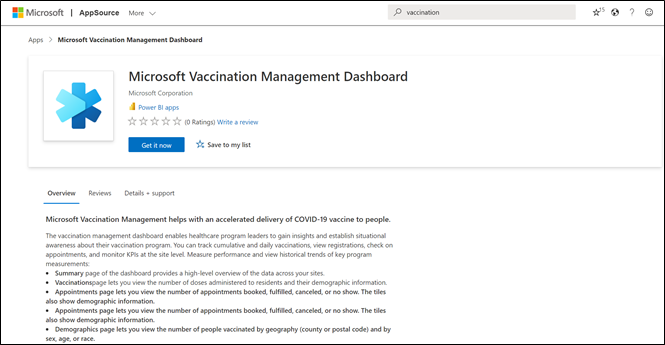 Microsoft | AppSource More
vaccination
15
?
Apps > Microsoft Vaccination Management Dashboard
Microsoft Vaccination Management Dashboard
Microsoft Corporation
Power BI apps
(0 Ratings) Write a review
Get it now
Save to my list
Overview Reviews Details + support
Microsoft Vaccination Management helps with an accelerated delivery of COVID-19 vaccine to people.
The vaccination management dashboard enables healthcare program leaders to gain insights and establish situational
awareness about their vaccination program. You can track cumulative and daily vaccinations, view registrations, check on
appointments, and monitor KPIs at the site level. Measure performance and view historical trends of key program
measurements:
• Summary page of the dashboard provides a high-level overview of the data across your sites.
• Vaccinationspage lets you view the number of doses administered to residents and their demographic information.
• Appointments page lets you view the number of appointments booked, fulfilled, canceled, or no show. The tiles
also show demographic information.
• Appointments page lets you view the number of appointments booked, fulfilled, canceled, or no show. The tiles
also show demographic information.
• Demographics page lets you view the number of people vaccinated by geography (county or postal code) and by
sex, age, or race.